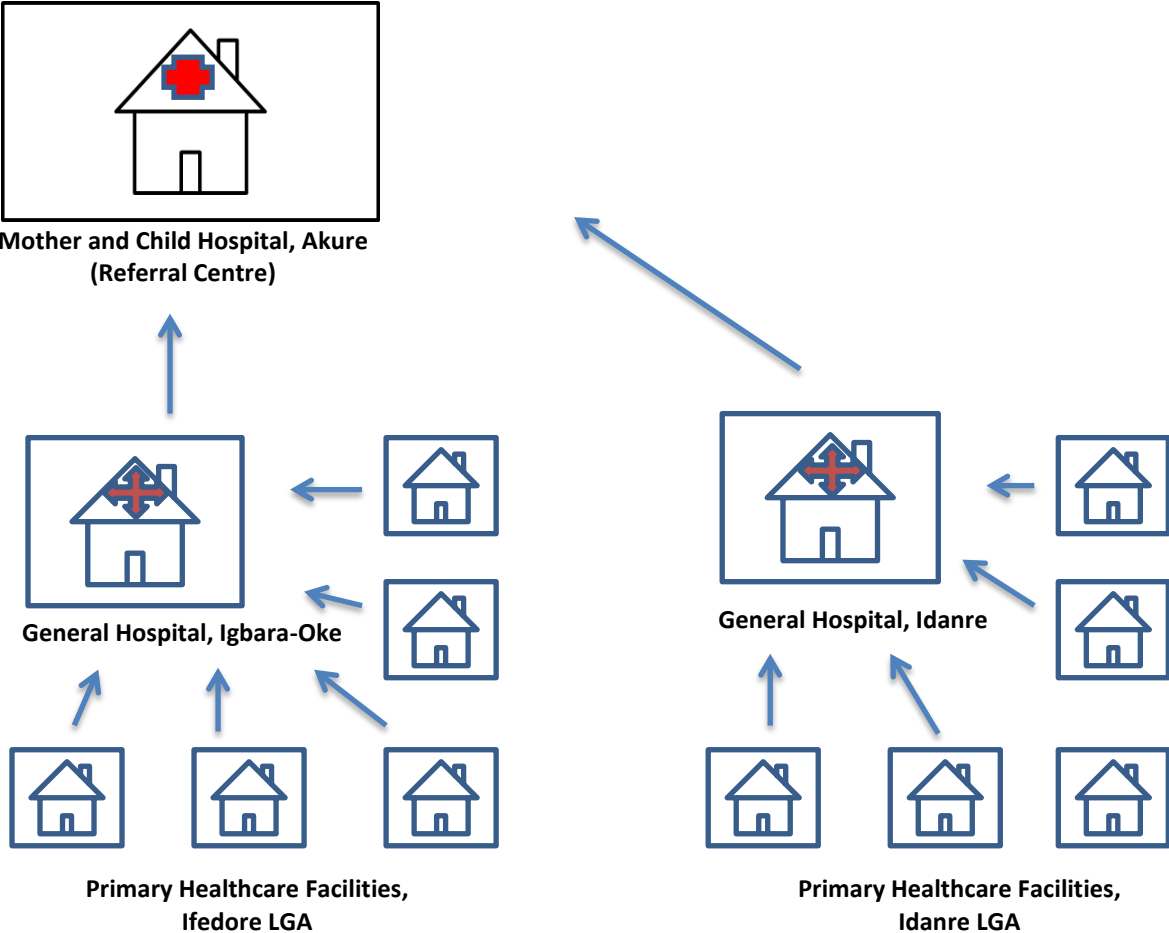 Mother and Child Hospital, Akure
(Referral Centre)
General Hospital, Igbara-Oke
General Hospital, Idanre
Primary Healthcare Facilities,
Ifedore LGA
Primary Healthcare Facilities,
Idanre LGA